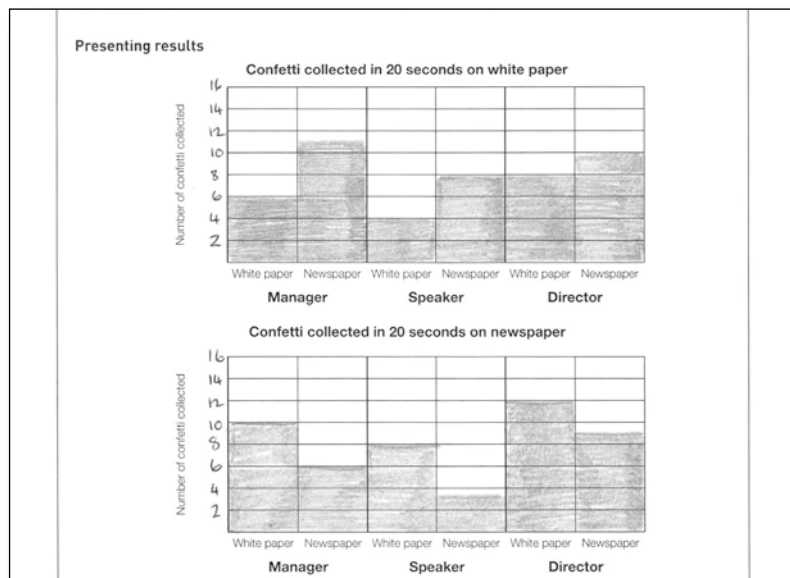 Presenting results
Confetti collected in 20 seconds on white paper
Number of confetti collected
16
14
12
10
8
6
4
2
White paper Newspaper White paper Newspaper White paper Newspaper
Manager Speaker Director
Confetti collected in 20 seconds on newspaper
Number of confetti collected
16
14
12
10
8
6
4
2
White paper Newspaper White paper Newspaper White paper Newspaper
Manager Speaker Director